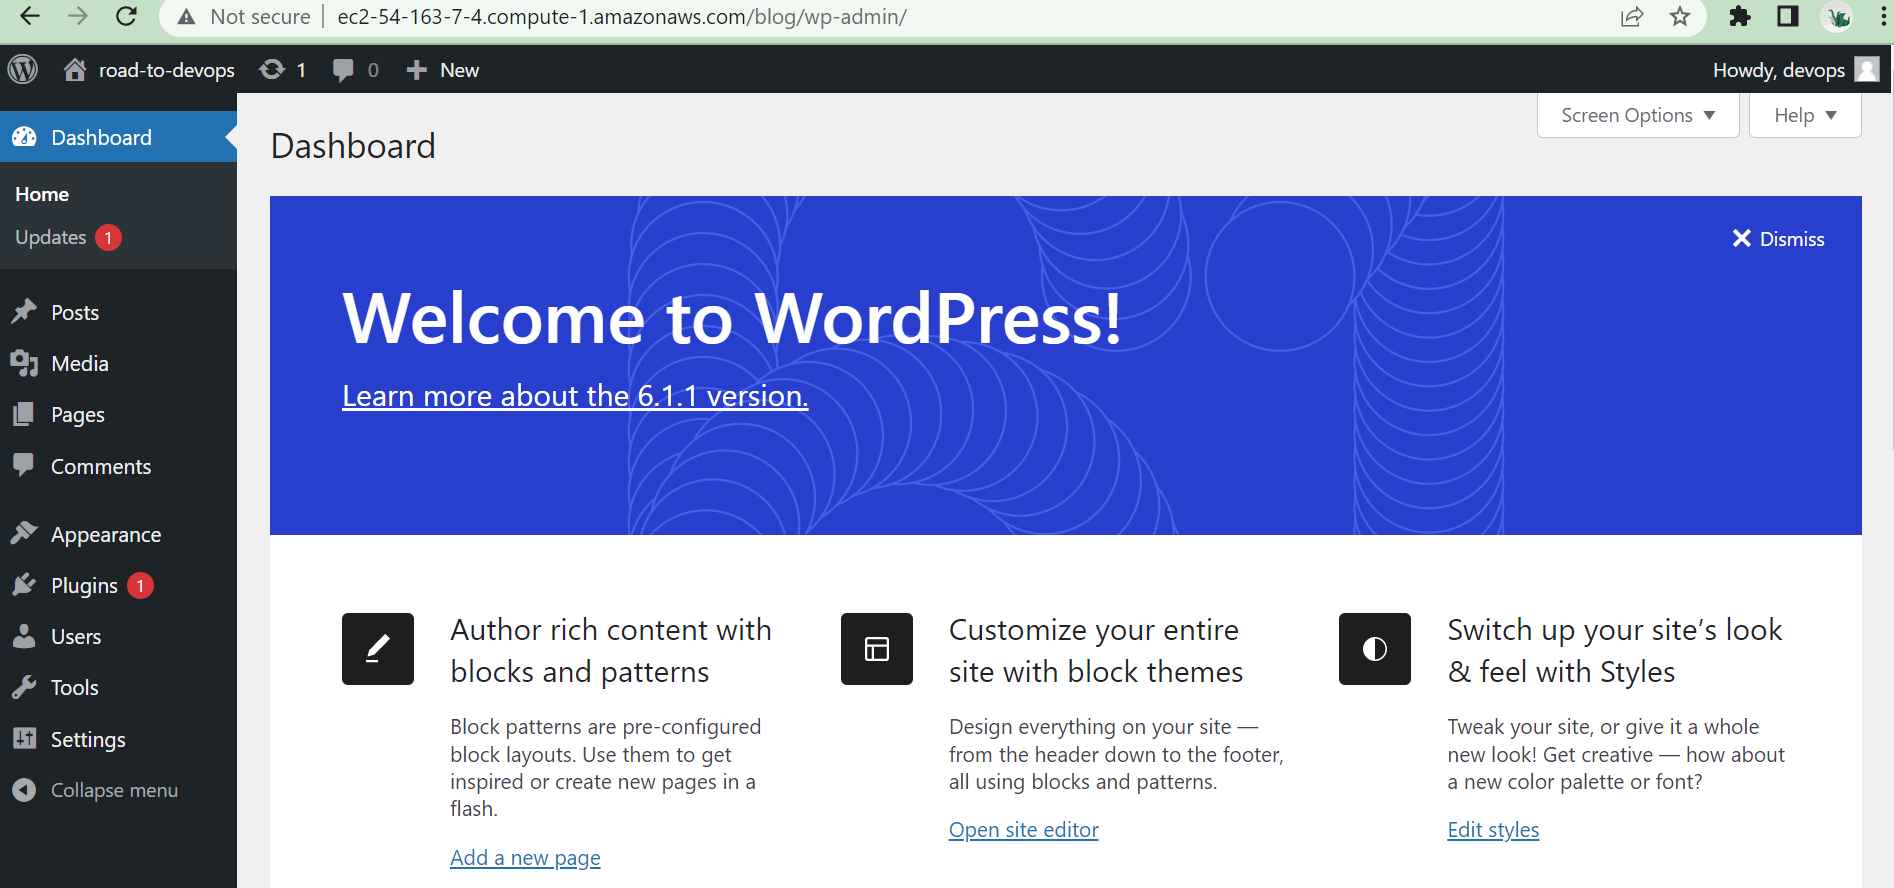 Not secure | ec2-54-163-7-4.compute-1.amazonaws.com/blog/wp-admin/
road-to-devops 1 0 New Howdy, devops
Screen Options Help
Dashboard
Home
Updates 1
Posts
Media
Pages
Comments
Appearance
Plugins 1
Users
Tools
Settings
Collapse menu
Dashboard
Dismiss
Welcome to WordPress!
Learn more about the 6.1.1 version.
Author rich content with
blocks and patterns
Block patterns are pre-configured
block layouts. Use them to get
inspired or create new pages in a
flash.
Add a new page
Customize your entire
site with block themes
Design everything on your site —
from the header down to the footer,
all using blocks and patterns.
Open site editor
Switch up your site’s look
& feel with Styles
Tweak your site, or give it a whole
new look! Get creative — how about
a new color palette or font?
Edit styles